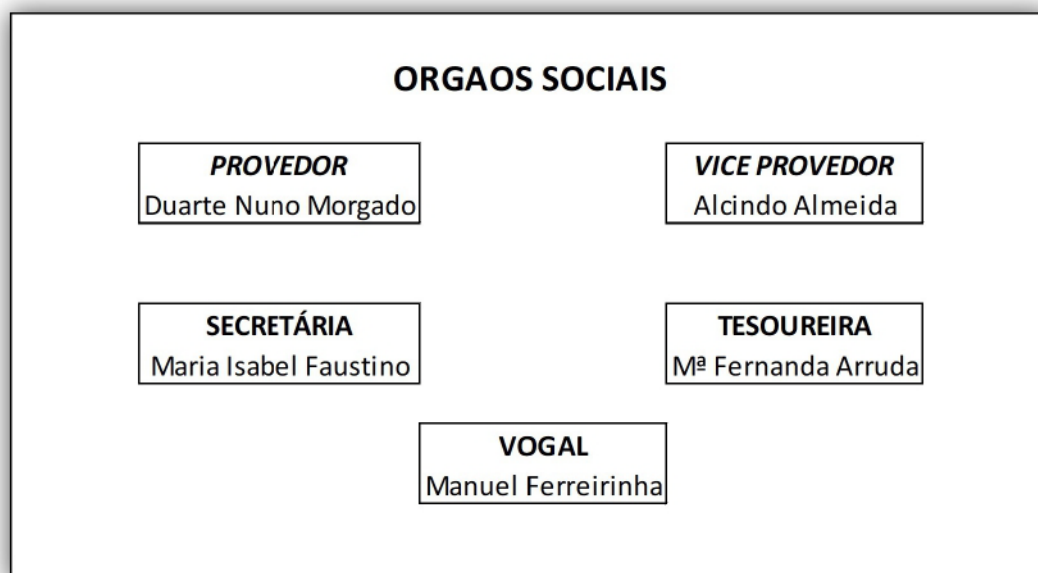 ORGAOS SOCIAIS
PROVEDOR
Duarte Nuno Morgado
VICE PROVEDOR
Alcindo Almeida
SECRETÁRIA
Maria Isabel Faustino
TESOUREIRA
Mª Fernanda Arruda
VOGAL
Manuel Ferreirinha